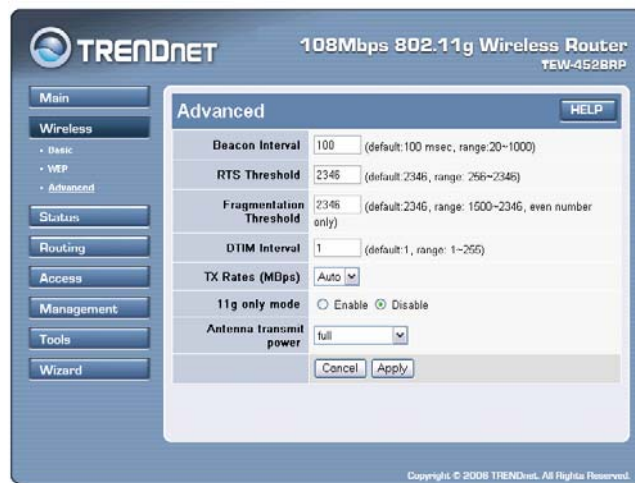 TRENDNET
108Mbps 802.11g Wireless Router
TEW-452BRP
Main
Wireless
• Basic
• WEP
• Advanced
Status
Routing
Access
Management
Tools
Wizard
Advanced
HELP
Beacon Interval 100 (default:100 msec, range:20~1000)
RTS Threshold 2346 (default:2346, range: 256~2346)
Fragmentation Threshold 2346 (default:2346, range: 1500~2346, even number only)
DTIM Interval 1 (default:1, range: 1~255)
TX Rates (MBps) Auto
11g only mode Enable Disable
Antenna transmit power full
Cancel Apply
Copyright © 2006 TRENDnet. All Rights Reserved.